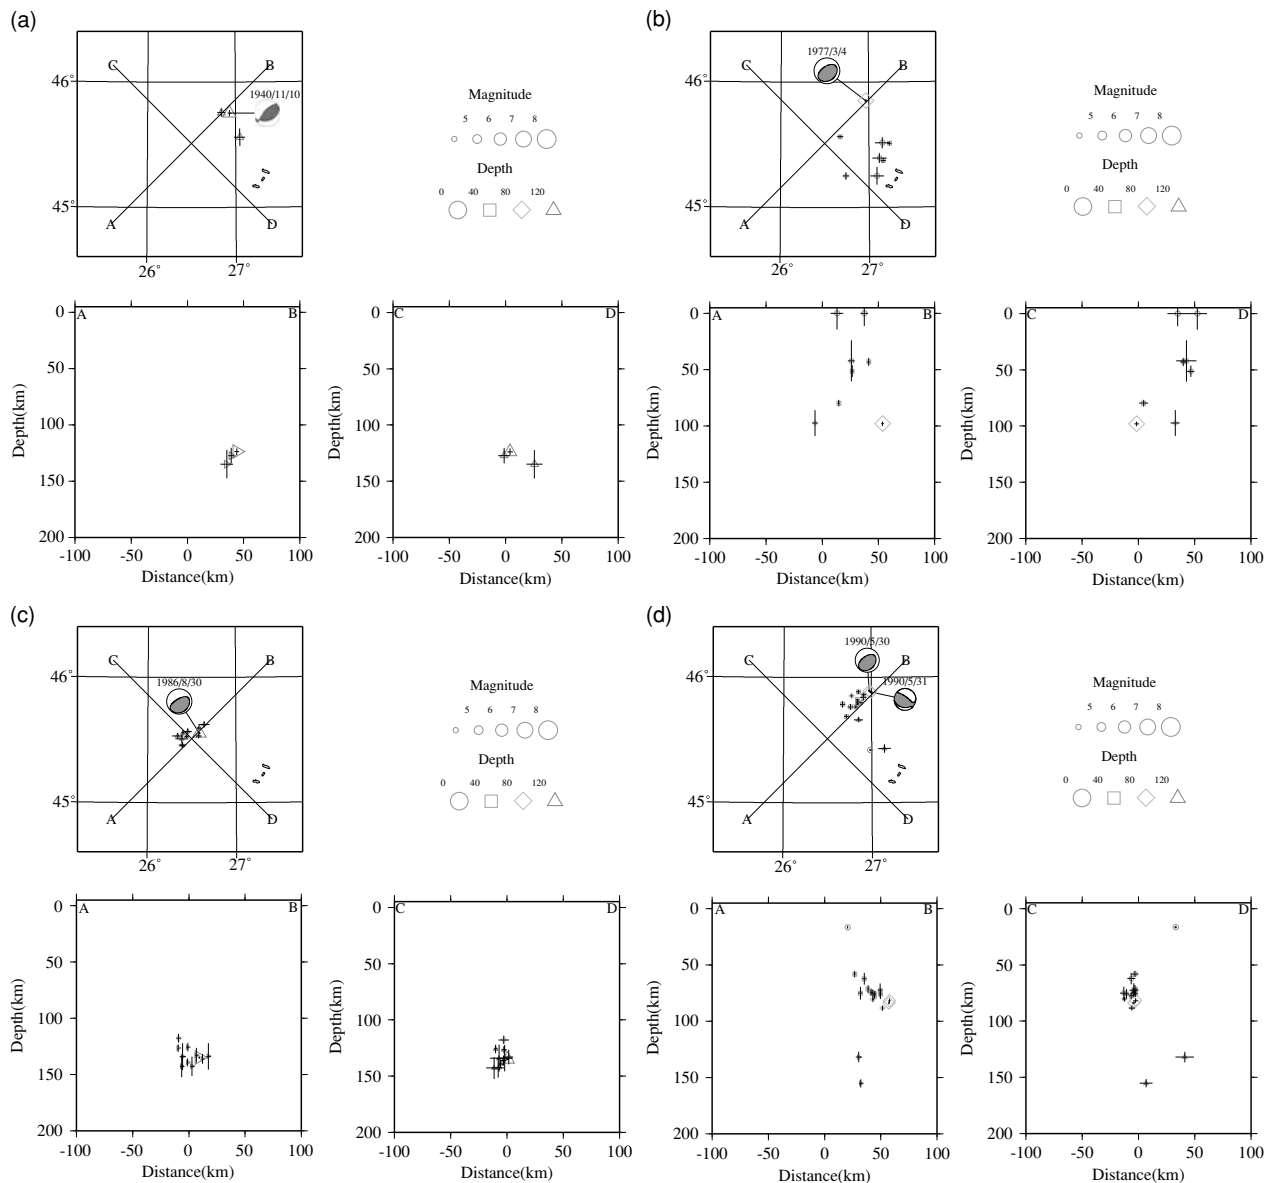 (a)
C
B
46°
1940/11/10
45°
A
D
26°
27°
Magnitude
5 6 7 8
Depth
0 40 80 120
0
50
100
150
200
Depth(km)
A
B
-100 -50 0 50 100
Distance(km)
0
50
100
150
200
Depth(km)
C
D
-100 -50 0 50 100
Distance(km)
(b)
1977/3/4
C
B
46°
45°
A
D
26°
27°
Magnitude
5 6 7 8
Depth
0 40 80 120
0
50
100
150
200
Depth(km)
A
B
-100 -50 0 50 100
Distance(km)
0
50
100
150
200
Depth(km)
C
D
-100 -50 0 50 100
Distance(km)
(c)
C
B
46°
1986/8/30
45°
A
D
26°
27°
Magnitude
5 6 7 8
Depth
0 40 80 120
0
50
100
150
200
Depth(km)
A
B
-100 -50 0 50 100
Distance(km)
0
50
100
150
200
Depth(km)
C
D
-100 -50 0 50 100
Distance(km)
(d)
1990/5/30
C
B
46°
1990/5/31
45°
A
D
26°
27°
Magnitude
5 6 7 8
Depth
0 40 80 120
0
50
100
150
200
Depth(km)
A
B
-100 -50 0 50 100
Distance(km)
0
50
100
150
200
Depth(km)
C
D
-100 -50 0 50 100
Distance(km)